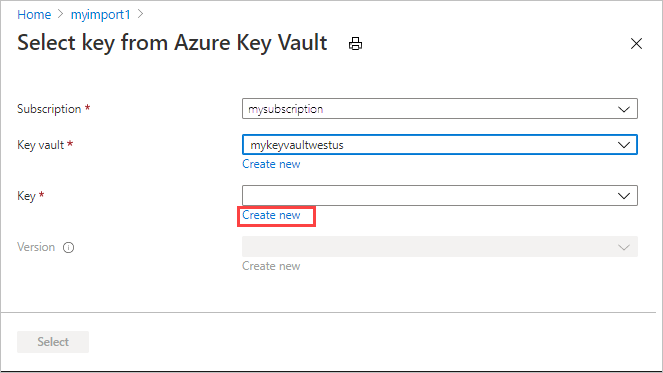 Home > myimport1 >
Select key from Azure Key Vault
Subscription * mysubscription
Key vault * mykeyvaultwestus
Create new
Key *
Create new
Version
Create new
Select